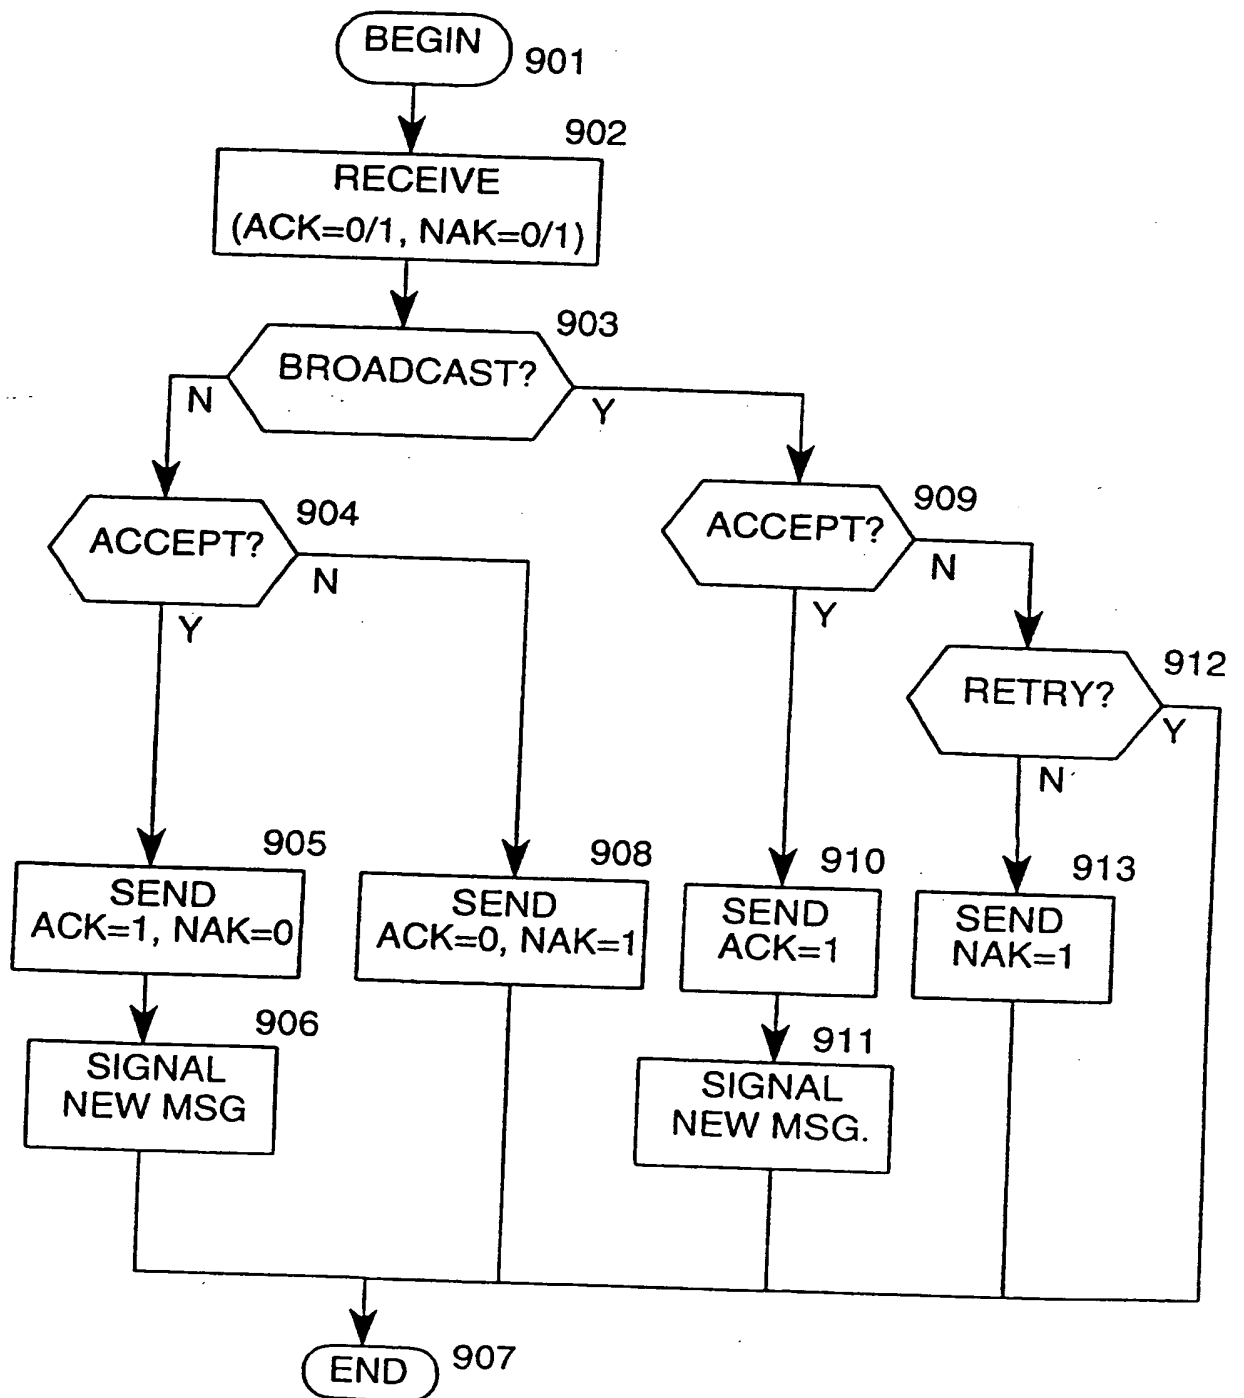 BEGIN
901
902
RECEIVE
(ACK=0/1, NAK=0/1)
903
BROADCAST?
N
Y
904
ACCEPT?
N
Y
909
ACCEPT?
N
Y
912
RETRY?
Y
N
905
SEND
ACK=1, NAK=0
908
SEND
ACK=0, NAK=1
910
SEND
ACK=1
913
SEND
NAK=1
906
SIGNAL
NEW MSG
911
SIGNAL
NEW MSG.
END
907